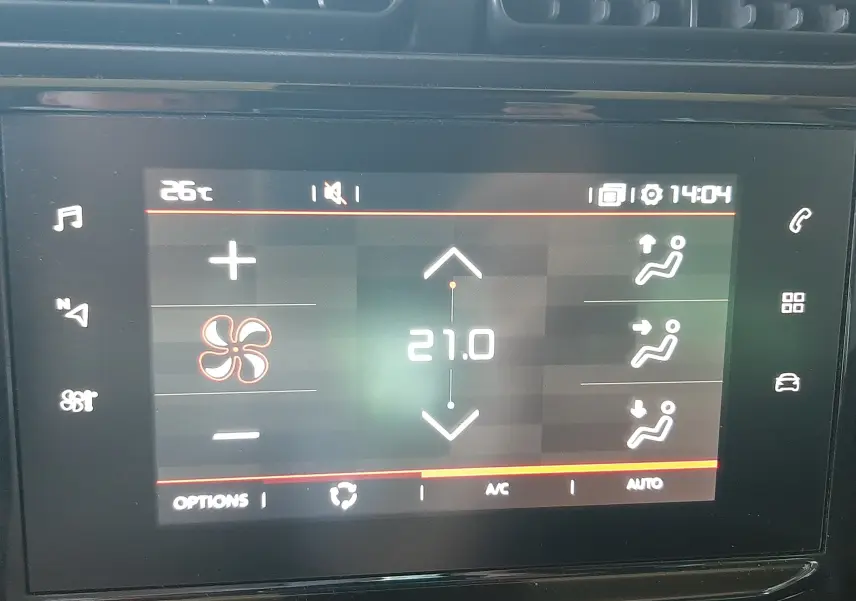 26°C
14:04
N
21.0
OPTIONS
A/C
AUTO